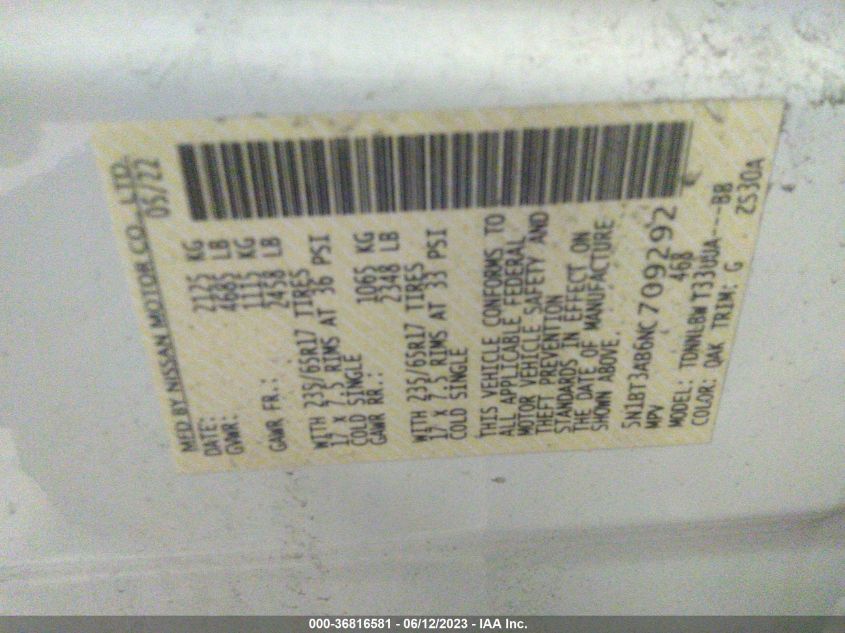 MFD BY NISSAN MOTOR CO., LTD.
DATE: 05/22
GVWR: 2125 KG
4685 LB
1115 KG
GAWR FR.: 2458 LB
WITH 235/65R17 TIRES
17 X 7.5 RIMS AT 36 PSI
COLD SINGLE
1065 KG
GAWR RR.: 2348 LB
WITH 235/65R17 TIRES
17 X 7.5 RIMS AT 33 PSI
COLD SINGLE
THIS VEHICLE CONFORMS TO
ALL APPLICABLE FEDERAL
MOTOR VEHICLE SAFETY AND
THEFT PREVENTION
STANDARDS IN EFFECT ON
THE DATE OF MANUFACTURE
SHOWN ABOVE.
5N1BT3AB6NC709292
MPV 468
MODEL: TDNNLBW T33UUA---BB
COLOR: QAK TRIM: G ZS30A
000-36816581 - 06/12/2023 - IAA Inc.